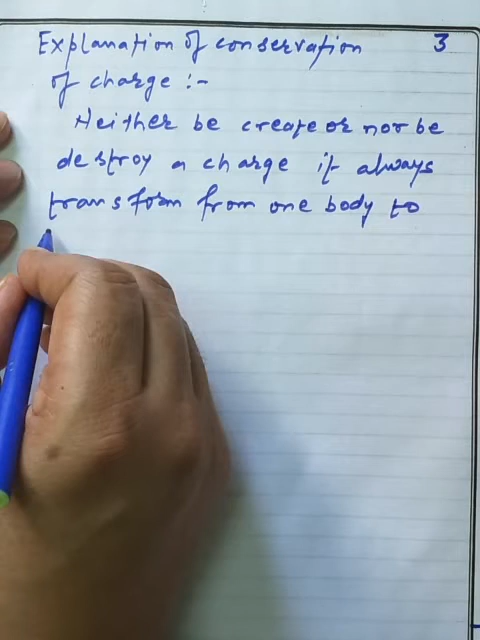 Explanation of conservation 3
of charge :-
Neither be create or nor be
destroy a charge it always
transform from one body to